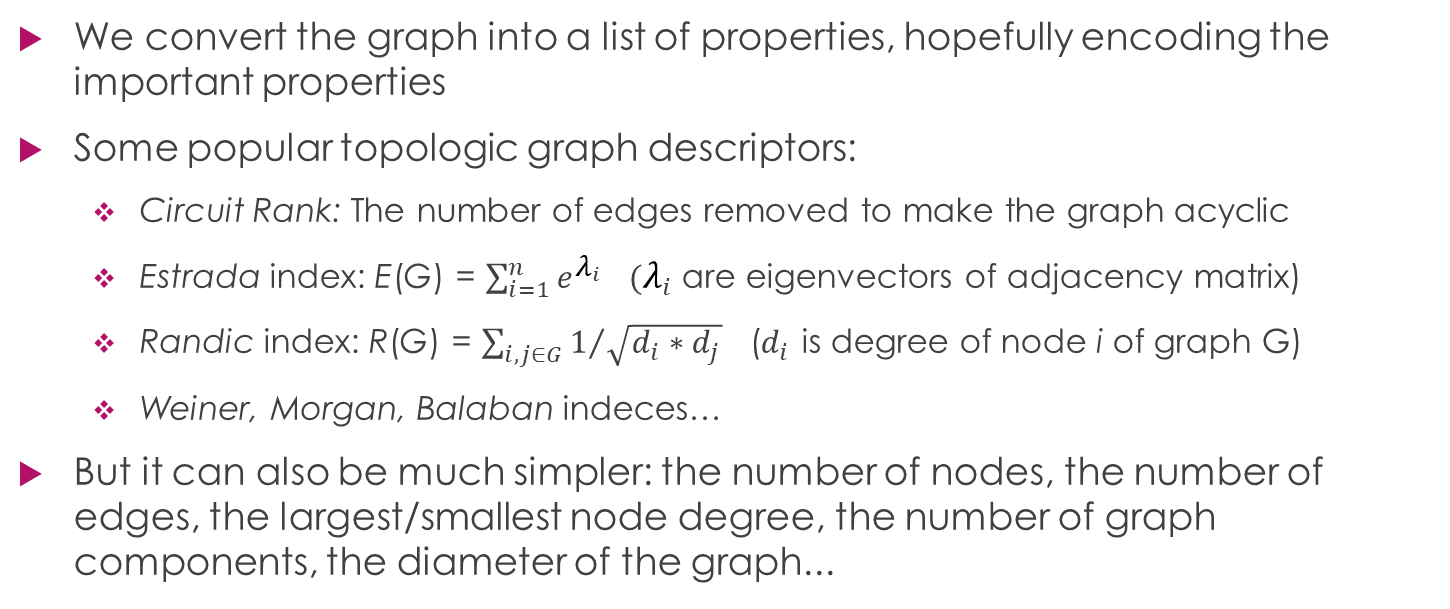 We convert the graph into a list of properties, hopefully encoding the
important properties
Some popular topologic graph descriptors:
Circuit Rank: The number of edges removed to make the graph acyclic
Estrada index: E(G) = ∑ⁿᵢ₌₁ e^λᵢ (λᵢ are eigenvectors of adjacency matrix)
Randic index: R(G) = ∑_{i,j∈G} 1/√(dᵢ * dⱼ) (dᵢ is degree of node i of graph G)
Weiner, Morgan, Balaban indeces…
But it can also be much simpler: the number of nodes, the number of
edges, the largest/smallest node degree, the number of graph
components, the diameter of the graph...